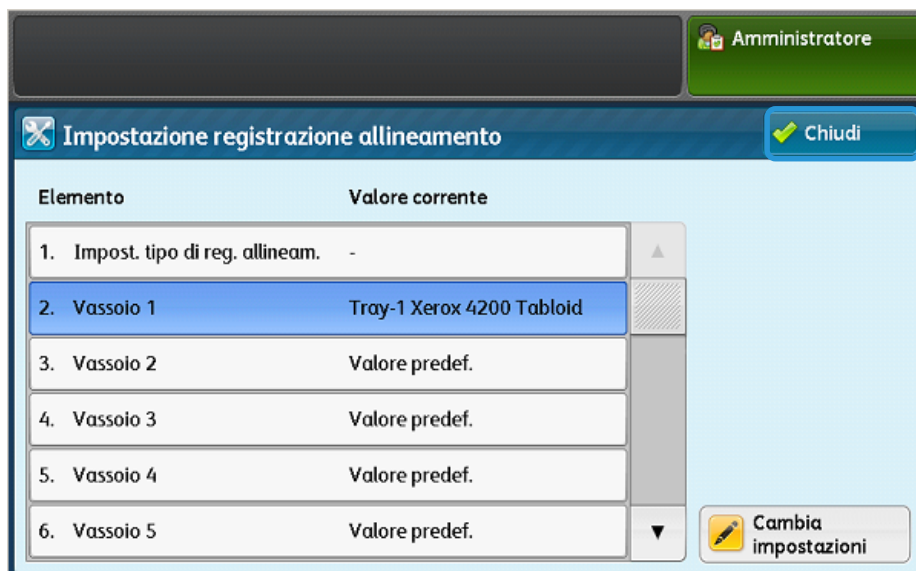 Amministratore
Impostazione registrazione allineamento
Chiudi
Elemento Valore corrente
1. Impost. tipo di reg. allineam. -
2. Vassoio 1 Tray-1 Xerox 4200 Tabloid
3. Vassoio 2 Valore predef.
4. Vassoio 3 Valore predef.
5. Vassoio 4 Valore predef.
6. Vassoio 5 Valore predef.
Cambia
impostazioni